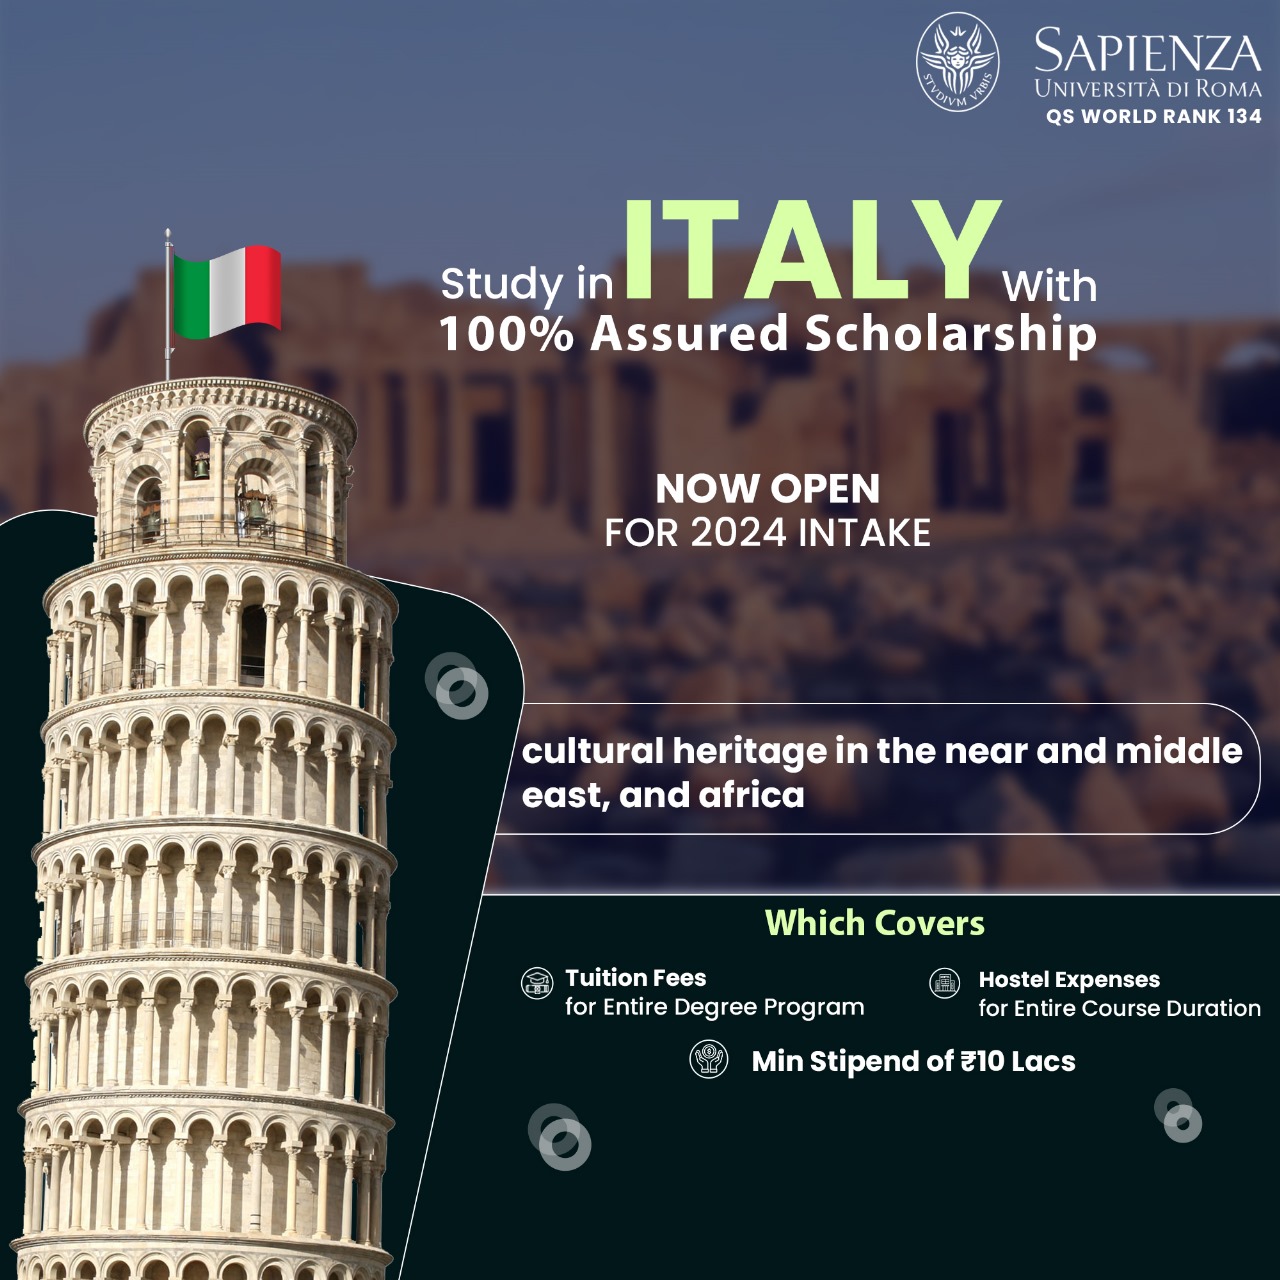 STVDIVM VRBIS
SAPIENZA
UNIVERSITÀ DI ROMA
QS WORLD RANK 134
Study in ITALY With
100% Assured Scholarship
NOW OPEN
FOR 2024 INTAKE
cultural heritage in the near and middle
east, and africa
Which Covers
Tuition Fees
for Entire Degree Program
Hostel Expenses
for Entire Course Duration
Min Stipend of ₹10 Lacs